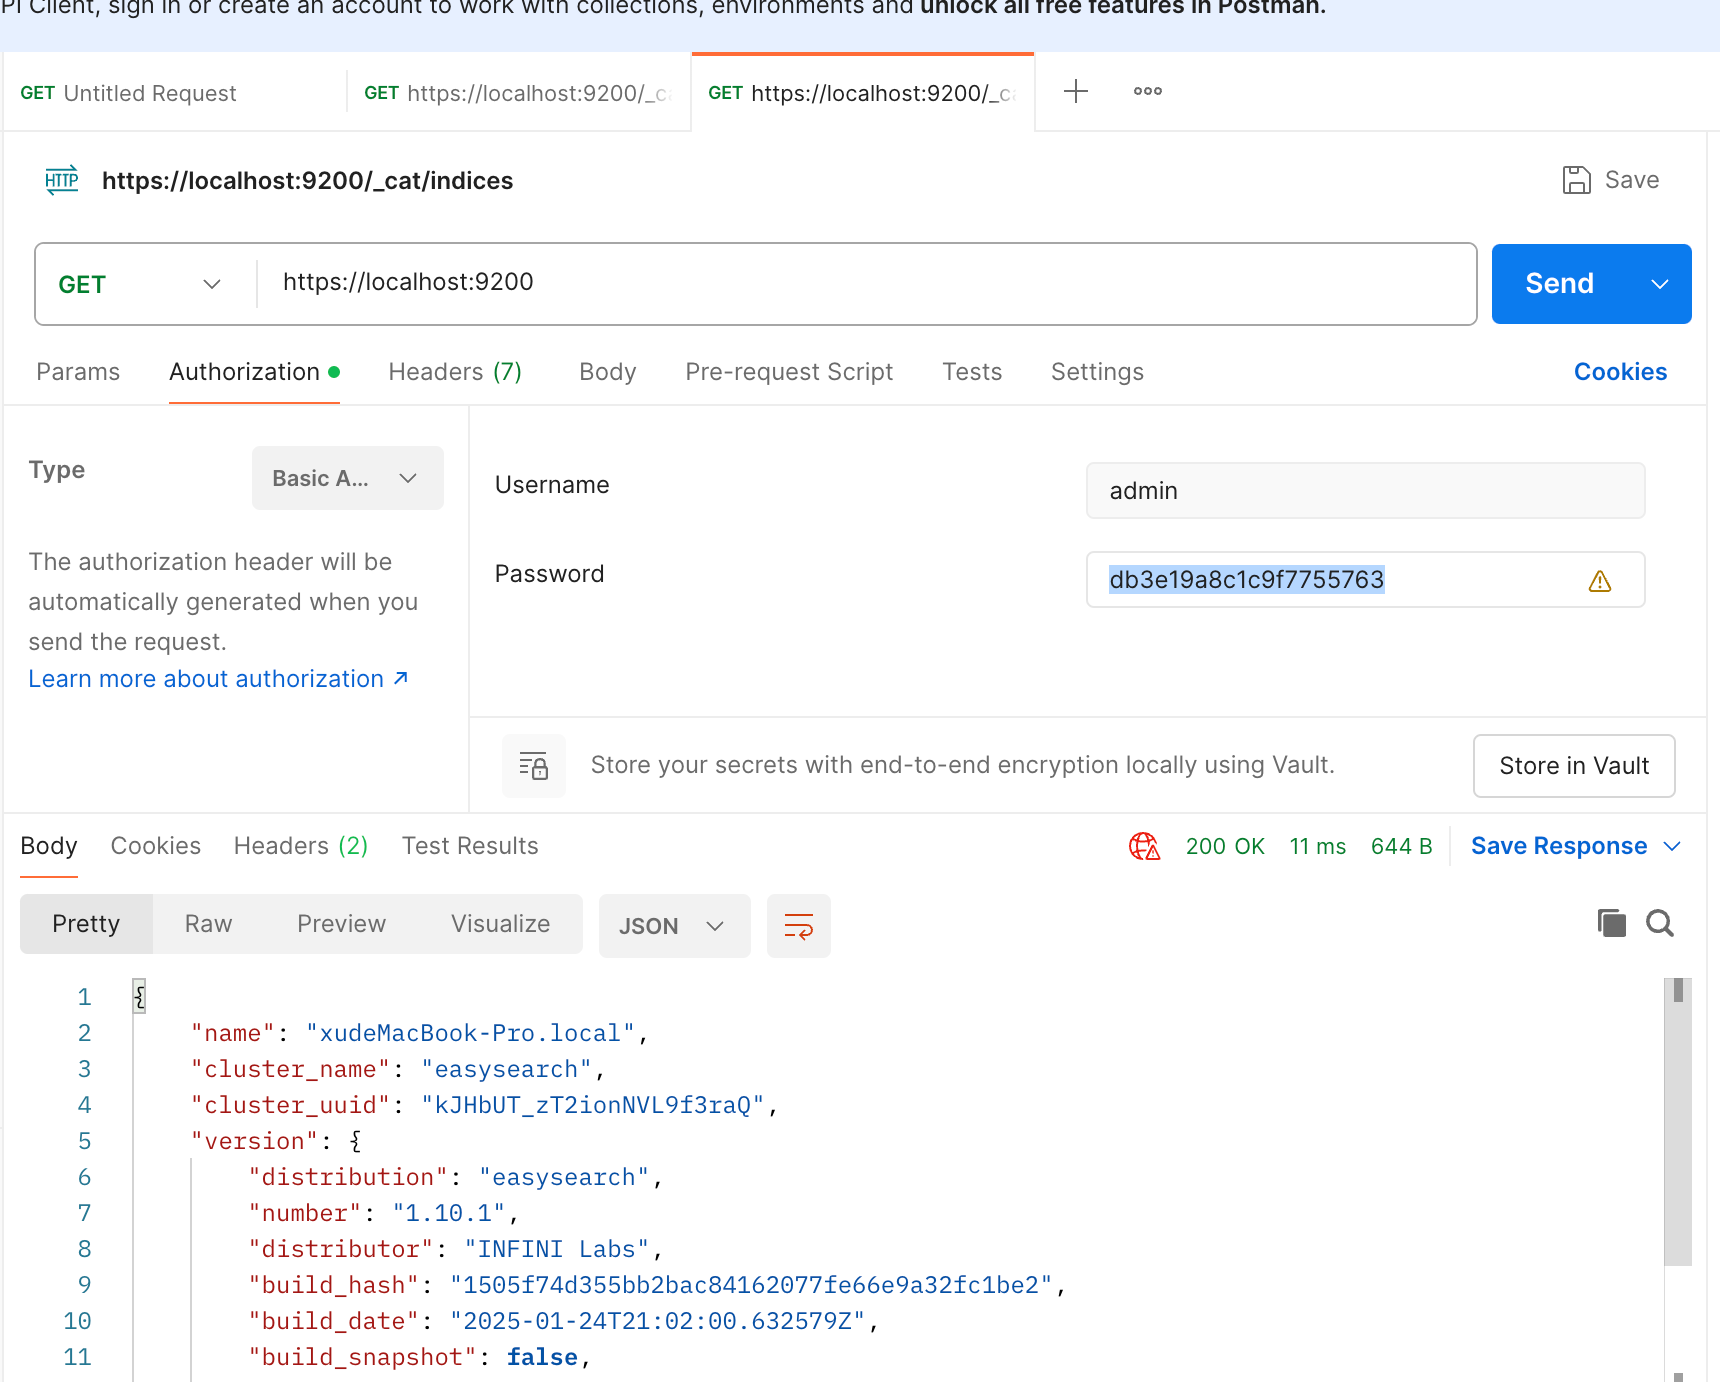 PI Client, sign in or create an account to work with collections, environments and unlock all free features in Postman.
GET Untitled Request
GET https://localhost:9200/_ca
GET https://localhost:9200/_ca
HTTP https://localhost:9200/_cat/indices
Save
GET
https://localhost:9200
Send
Params
Authorization
Headers (7)
Body
Pre-request Script
Tests
Settings
Cookies
Type
Basic A...
The authorization header will be
automatically generated when you
send the request.
Learn more about authorization ↗
Username
admin
Password
db3e19a8c1c9f7755763
Store your secrets with end-to-end encryption locally using Vault.
Store in Vault
Body
Cookies
Headers (2)
Test Results
200 OK
11 ms
644 B
Save Response
Pretty
Raw
Preview
Visualize
JSON
1 {
2 "name": "xudeMacBook-Pro.local",
3 "cluster_name": "easysearch",
4 "cluster_uuid": "kJHbUT_zT2ionNVL9f3raQ",
5 "version": {
6 "distribution": "easysearch",
7 "number": "1.10.1",
8 "distributor": "INFINI Labs",
9 "build_hash": "1505f74d355bb2bac84162077fe66e9a32fc1be2",
10 "build_date": "2025-01-24T21:02:00.632579Z",
11 "build_snapshot": false,